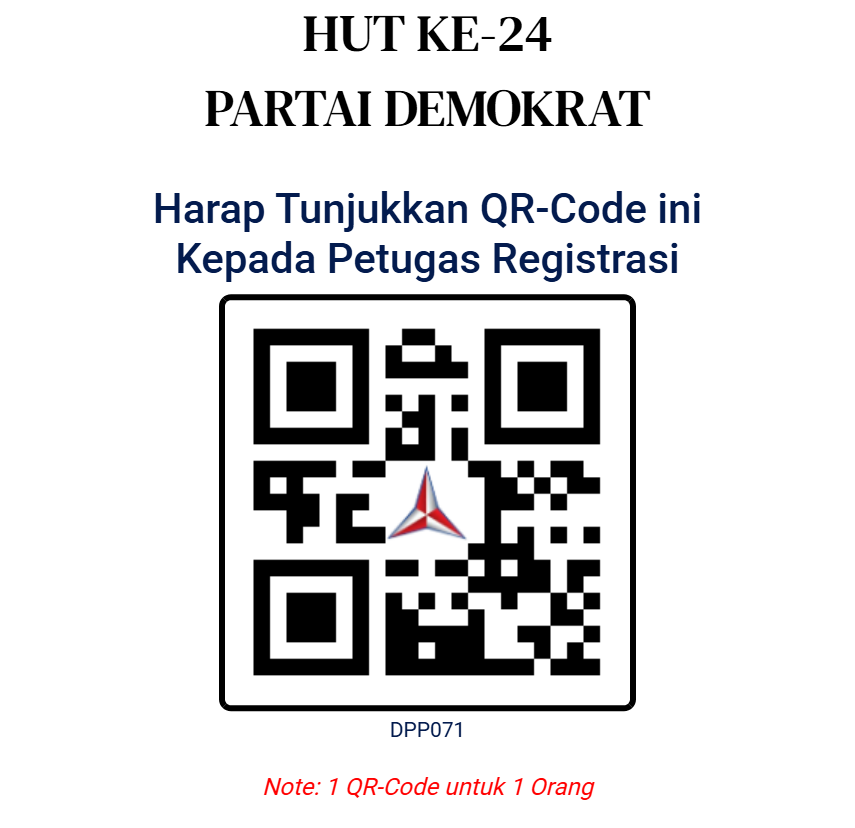 HUT KE-24
PARTAI DEMOKRAT
Harap Tunjukkan QR-Code ini
Kepada Petugas Registrasi
DPP071
Note: 1 QR-Code untuk 1 Orang